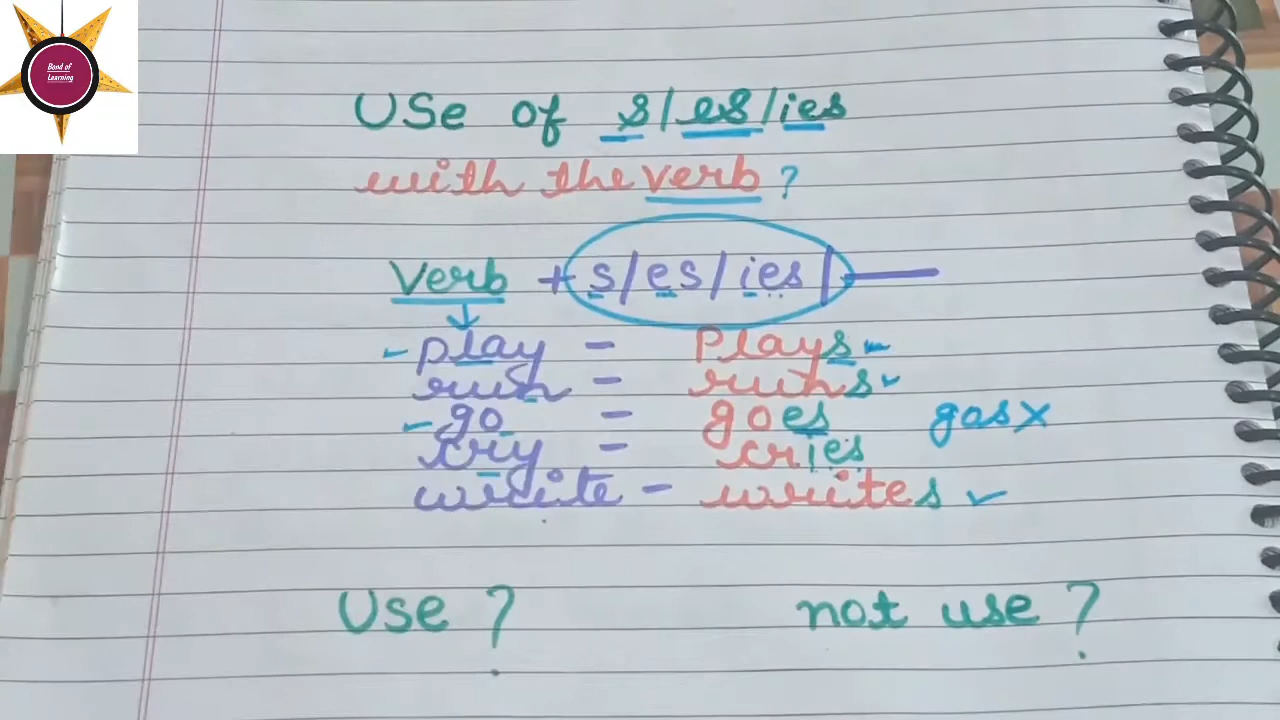 Bond of
Learning
Use of s/es/ies
with the verb?
Verb + s/es/ies/
play - Plays
run - runs
go - goes gos x
cry - cries
write - writes
Use ? not use ?